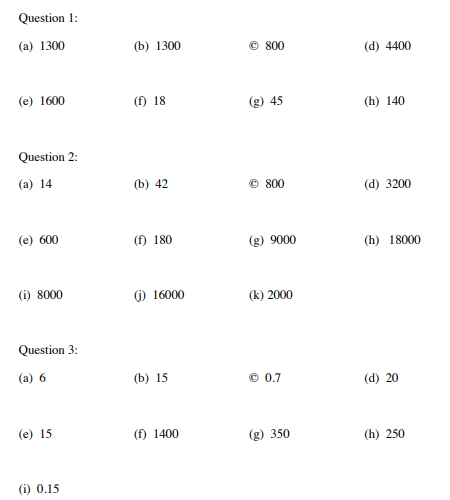 Question 1:
(a) 1300 (b) 1300 © 800 (d) 4400
(e) 1600 (f) 18 (g) 45 (h) 140
Question 2:
(a) 14 (b) 42 © 800 (d) 3200
(e) 600 (f) 180 (g) 9000 (h) 18000
(i) 8000 (j) 16000 (k) 2000
Question 3:
(a) 6 (b) 15 © 0.7 (d) 20
(e) 15 (f) 1400 (g) 350 (h) 250
(i) 0.15